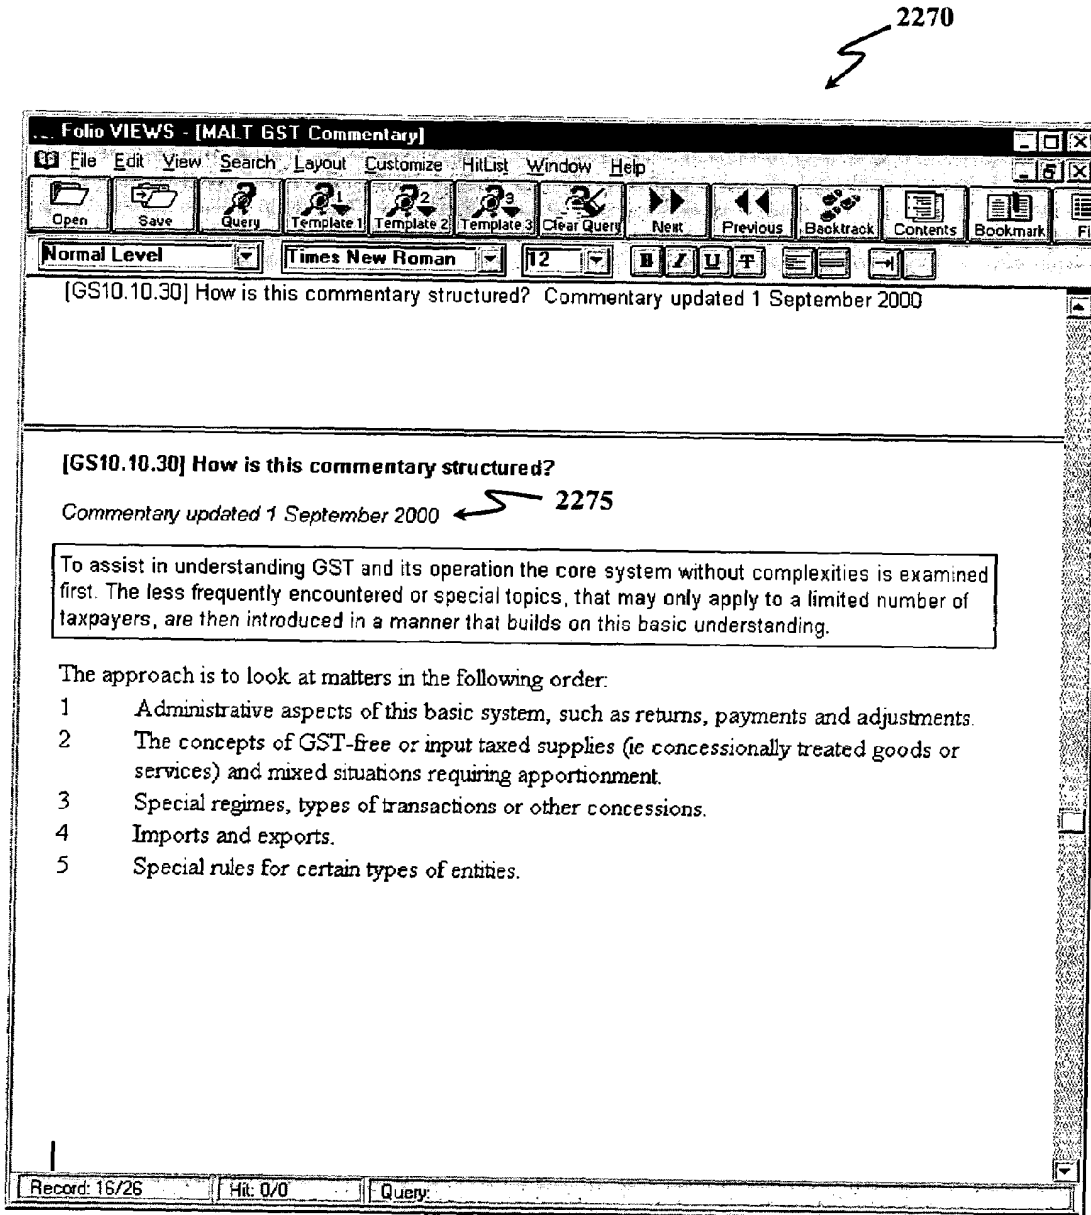 2270
... Folio VIEWS - [MALT GST Commentary]
File Edit View Search Layout Customize HitList Window Help
Open Save Query Template 1 Template 2 Template 3 Clear Query Next Previous Backtrack Contents Bookmark Fi
Normal Level Times New Roman 12 B I U T
[GS10.10.30] How is this commentary structured? Commentary updated 1 September 2000
[GS10.10.30] How is this commentary structured?
Commentary updated 1 September 2000 2275
To assist in understanding GST and its operation the core system without complexities is examined
first. The less frequently encountered or special topics, that may only apply to a limited number of
taxpayers, are then introduced in a manner that builds on this basic understanding.
The approach is to look at matters in the following order:
1 Administrative aspects of this basic system, such as returns, payments and adjustments.
2 The concepts of GST-free or input taxed supplies (ie concessionally treated goods or
services) and mixed situations requiring apportionment.
3 Special regimes, types of transactions or other concessions.
4 Imports and exports.
5 Special rules for certain types of entities.
Record: 16/26 Hit: 0/0 Query: